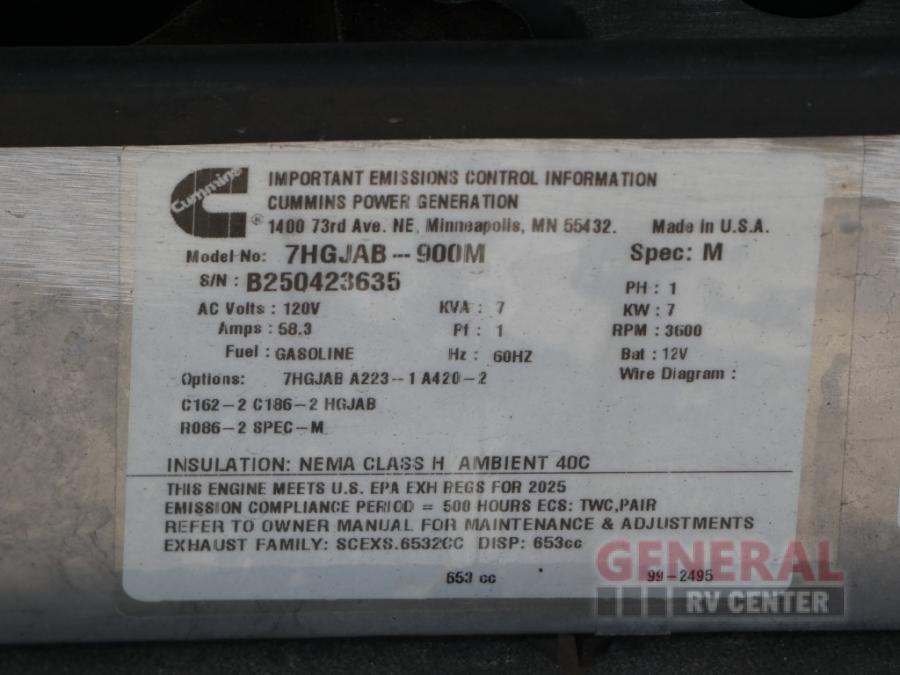 Cummins
®
IMPORTANT EMISSIONS CONTROL INFORMATION
CUMMINS POWER GENERATION
1400 73rd Ave. NE, Minneapolis, MN 55432. Made in U.S.A.
Model No: 7HGJAB---900M Spec: M
S/N : B250423635 PH : 1
AC Volts : 120V KVA : 7 KW : 7
Amps : 58.3 Pf : 1 RPM : 3600
Fuel : GASOLINE Hz : 60HZ Bat : 12V
Options: 7HGJAB A223--1 A420-2 Wire Diagram :
C162-2 C186-2 HGJAB
R086-2 SPEC-M
INSULATION: NEMA CLASS H AMBIENT 40C
THIS ENGINE MEETS U.S. EPA EXH REGS FOR 2025
EMISSION COMPLIANCE PERIOD = 500 HOURS ECS: TWC,PAIR
REFER TO OWNER MANUAL FOR MAINTENANCE & ADJUSTMENTS
EXHAUST FAMILY: SCEXS.6532CC DISP: 653cc
653 cc 99-2495
GENERAL
RV CENTER